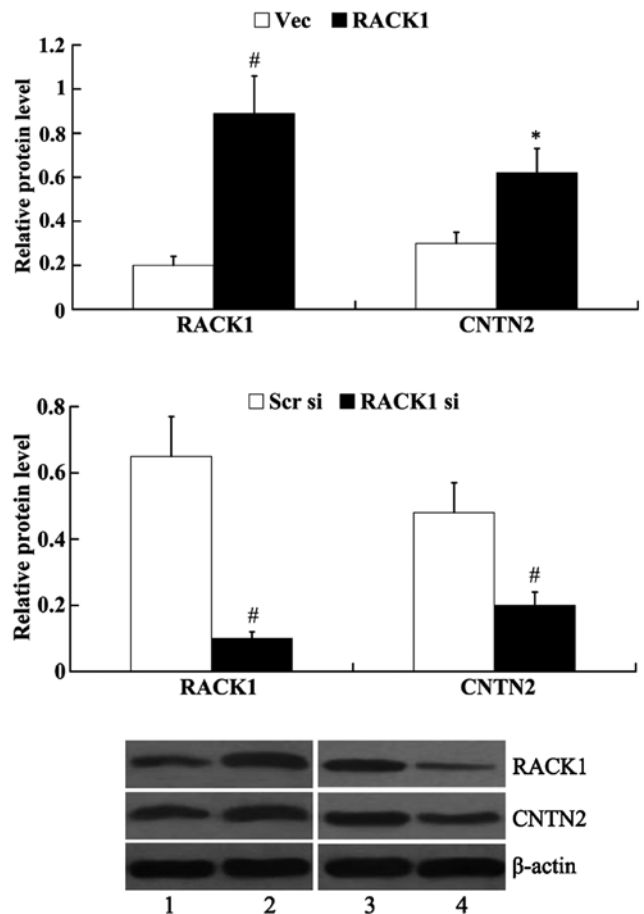 Vec RACK1
Relative protein level
1.2
1
0.8
0.6
0.4
0.2
0
#
*
RACK1 CNTN2
Scr si RACK1 si
Relative protein level
0.8
0.6
0.4
0.2
0
#
#
RACK1 CNTN2
RACK1
CNTN2
β-actin
1 2 3 4